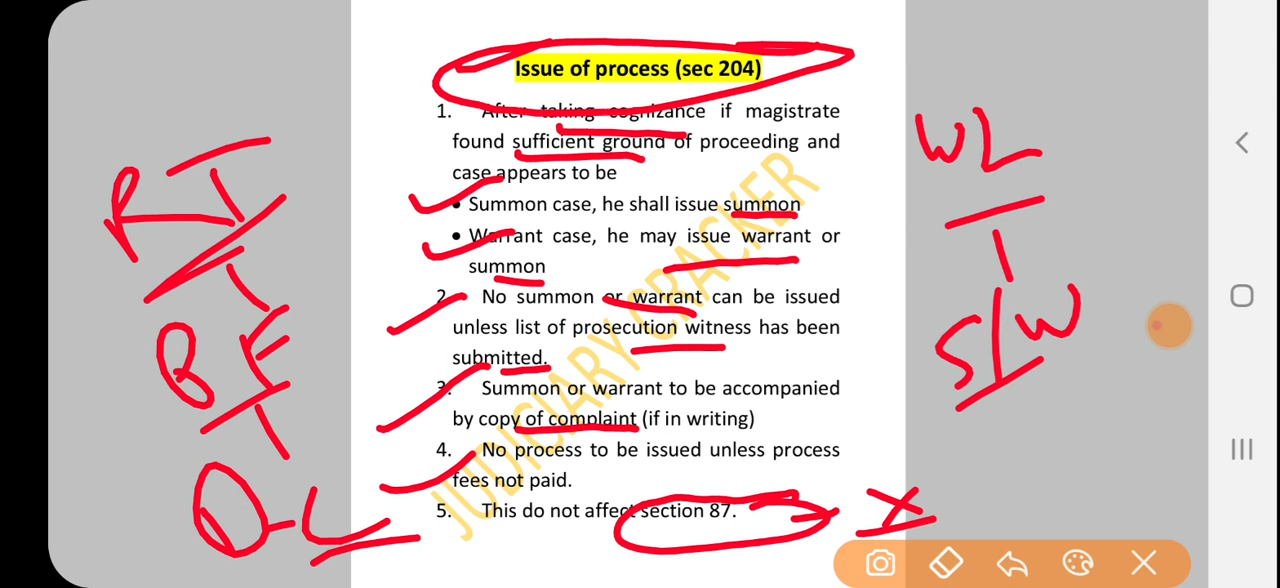 Issue of process (sec 204)
1. After taking cognizance if magistrate
found sufficient ground of proceeding and
case appears to be
• Summon case, he shall issue summon
• Warrant case, he may issue warrant or
summon
2. No summon or warrant can be issued
unless list of prosecution witness has been
submitted.
3. Summon or warrant to be accompanied
by copy of complaint (if in writing)
4. No process to be issued unless process
fees not paid.
5. This do not affect section 87.
JUDICIARY CRACKER
WL
S/W